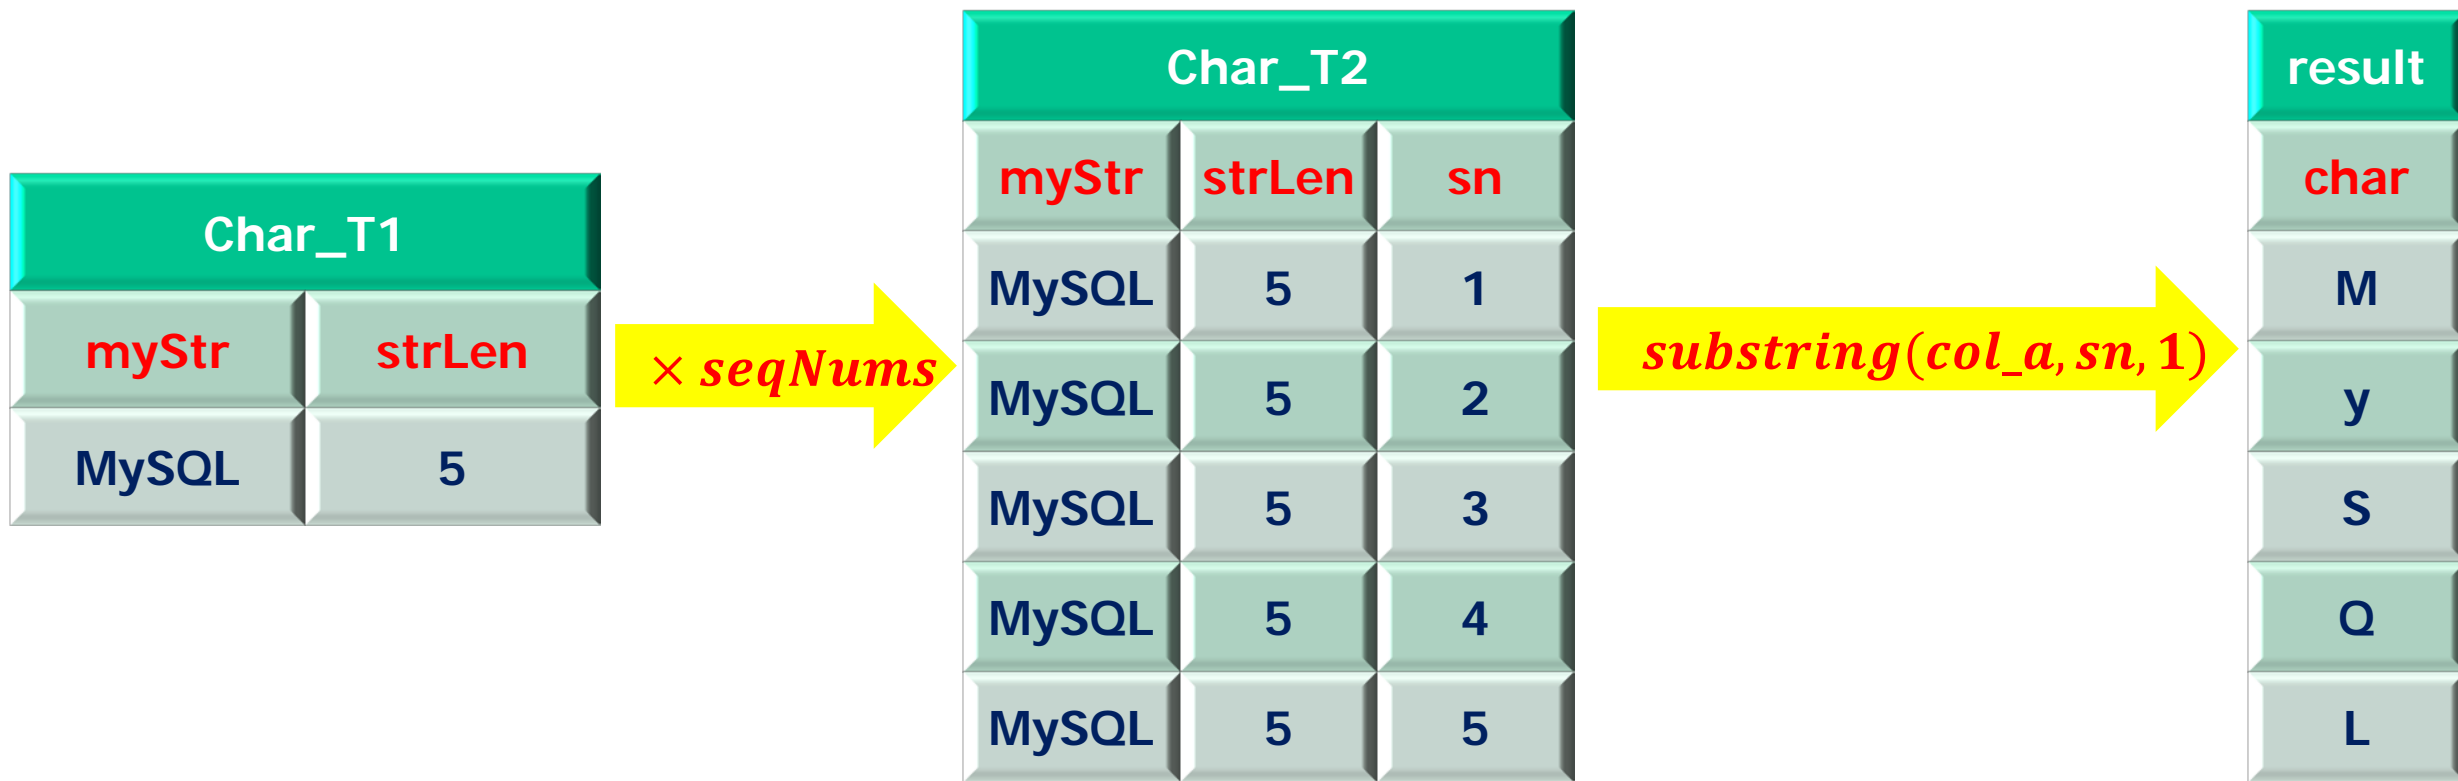 Char_T1
myStr strLen
MySQL 5
× seqNums
Char_T2
myStr strLen sn
MySQL 5 1
MySQL 5 2
MySQL 5 3
MySQL 5 4
MySQL 5 5
substring(col_a, sn, 1)
result
char
M
y
S
Q
L